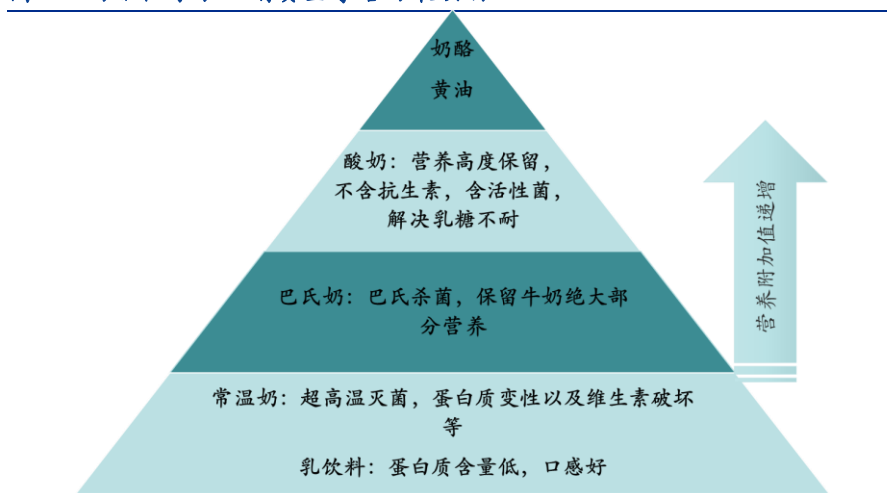 奶酪
黄油
酸奶：营养高度保留，
不含抗生素，含活性菌，
解决乳糖不耐
营养附加值递增
巴氏奶：巴氏杀菌，保留牛奶绝大部
分营养
常温奶：超高温灭菌，蛋白质变性以及维生素破坏
等
乳饮料：蛋白质含量低，口感好